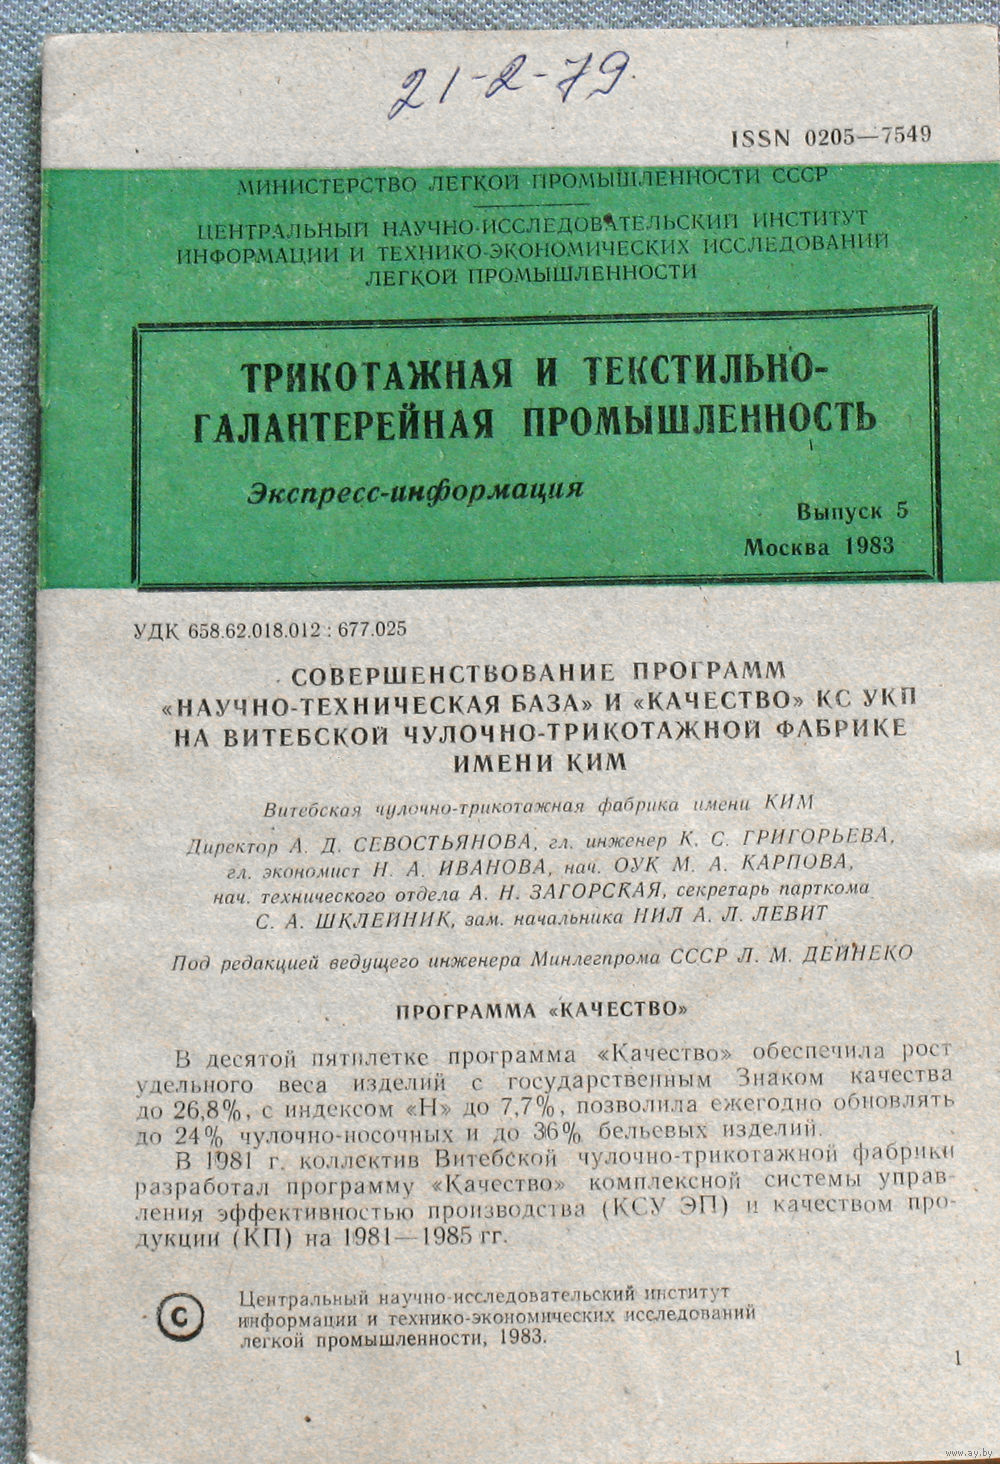 21-2-79.
ISSN 0205—7549
МИНИСТЕРСТВО ЛЕГКОЙ ПРОМЫШЛЕННОСТИ СССР
ЦЕНТРАЛЬНЫЙ НАУЧНО-ИССЛЕДОВАТЕЛЬСКИЙ ИНСТИТУТ
ИНФОРМАЦИИ И ТЕХНИКО-ЭКОНОМИЧЕСКИХ ИССЛЕДОВАНИЙ
ЛЕГКОЙ ПРОМЫШЛЕННОСТИ
ТРИКОТАЖНАЯ И ТЕКСТИЛЬНО-
ГАЛАНТЕРЕЙНАЯ ПРОМЫШЛЕННОСТЬ
Экспресс-информация
Выпуск 5
Москва 1983
УДК 658.62.018.012 : 677.025
СОВЕРШЕНСТВОВАНИЕ ПРОГРАММ
«НАУЧНО-ТЕХНИЧЕСКАЯ БАЗА» И «КАЧЕСТВО» КС УКП
НА ВИТЕБСКОЙ ЧУЛОЧНО-ТРИКОТАЖНОЙ ФАБРИКЕ
ИМЕНИ КИМ
Витебская чулочно-трикотажная фабрика имени КИМ
Директор А. Д. СЕВОСТЬЯНОВА, гл. инженер К. С. ГРИГОРЬЕВА,
гл. экономист Н. А. ИВАНОВА, нач. ОУК М. А. КАРПОВА,
нач. технического отдела А. Н. ЗАГОРСКАЯ, секретарь парткома
С. А. ШКЛЕЙНИК, зам. начальника НИЛ А. Л. ЛЕВИТ
Под редакцией ведущего инженера Минлегпрома СССР Л. М. ДЕЙНЕКО
ПРОГРАММА «КАЧЕСТВО»
В десятой пятилетке программа «Качество» обеспечила рост
удельного веса изделий с государственным Знаком качества
до 26,8%, с индексом «Н» до 7,7%, позволила ежегодно обновлять
до 24% чулочно-носочных и до 36% бельевых изделий.
В 1981 г. коллектив Витебской чулочно-трикотажной фабрики
разработал программу «Качество» комплексной системы управ-
ления эффективностью производства (КСУ ЭП) и качеством про-
дукции (КП) на 1981—1985 гг.
© Центральный научно-исследовательский институт
информации и технико-экономических исследований
легкой промышленности, 1983.
1
www.ay.by